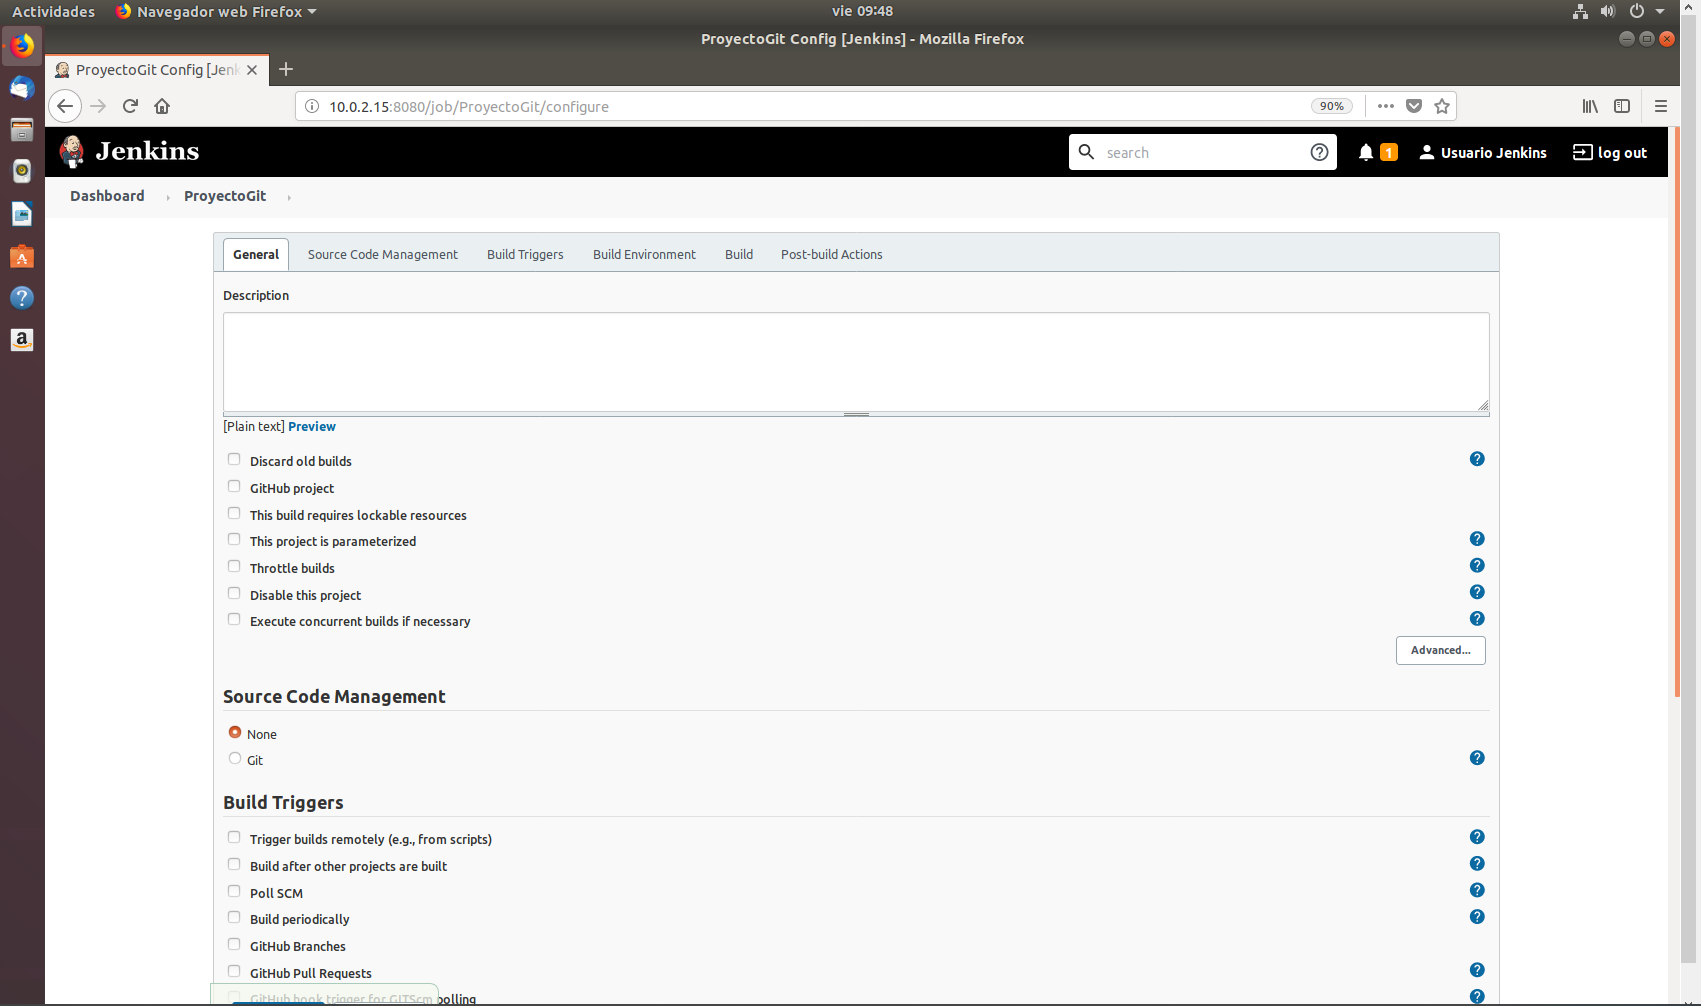 Actividades Navegador web Firefox vie 09:48
ProyectoGit Config [Jenkins] - Mozilla Firefox
ProyectoGit Config [Jenk
10.0.2.15:8080/job/ProyectoGit/configure 90%
Jenkins search 1 Usuario Jenkins log out
Dashboard ProyectoGit
General Source Code Management Build Triggers Build Environment Build Post-build Actions
Description
[Plain text] Preview
Discard old builds
GitHub project
This build requires lockable resources
This project is parameterized
Throttle builds
Disable this project
Execute concurrent builds if necessary
Advanced...
Source Code Management
None
Git
Build Triggers
Trigger builds remotely (e.g., from scripts)
Build after other projects are built
Poll SCM
Build periodically
GitHub Branches
GitHub Pull Requests
GitHub hook trigger for GITScm polling